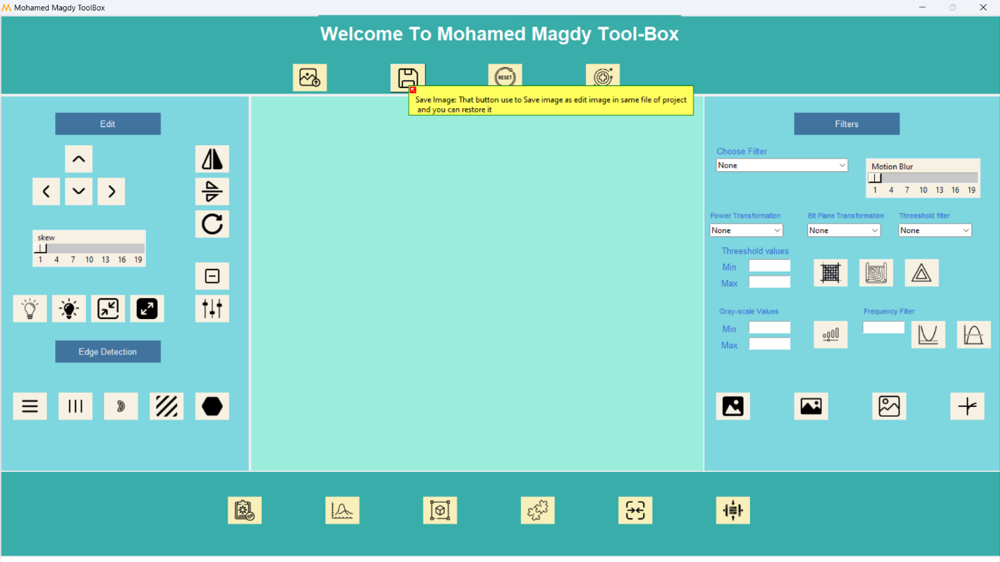 Mohamed Magdy ToolBox
Welcome To Mohamed Magdy Tool-Box
RESET
Save Image: That button use to Save image as edit image in same file of project
and you can restore it
Edit
Filters
Choose Filter
None
Motion Blur
1 4 7 10 13 16 19
Power Transformation
Bit Plane Transformation
Threeshold filter
None
None
None
skew
1 4 7 10 13 16 19
Threeshold values
Min
Max
Gray-scale Values
Frequency Filter
Min
Max
Edge Detection